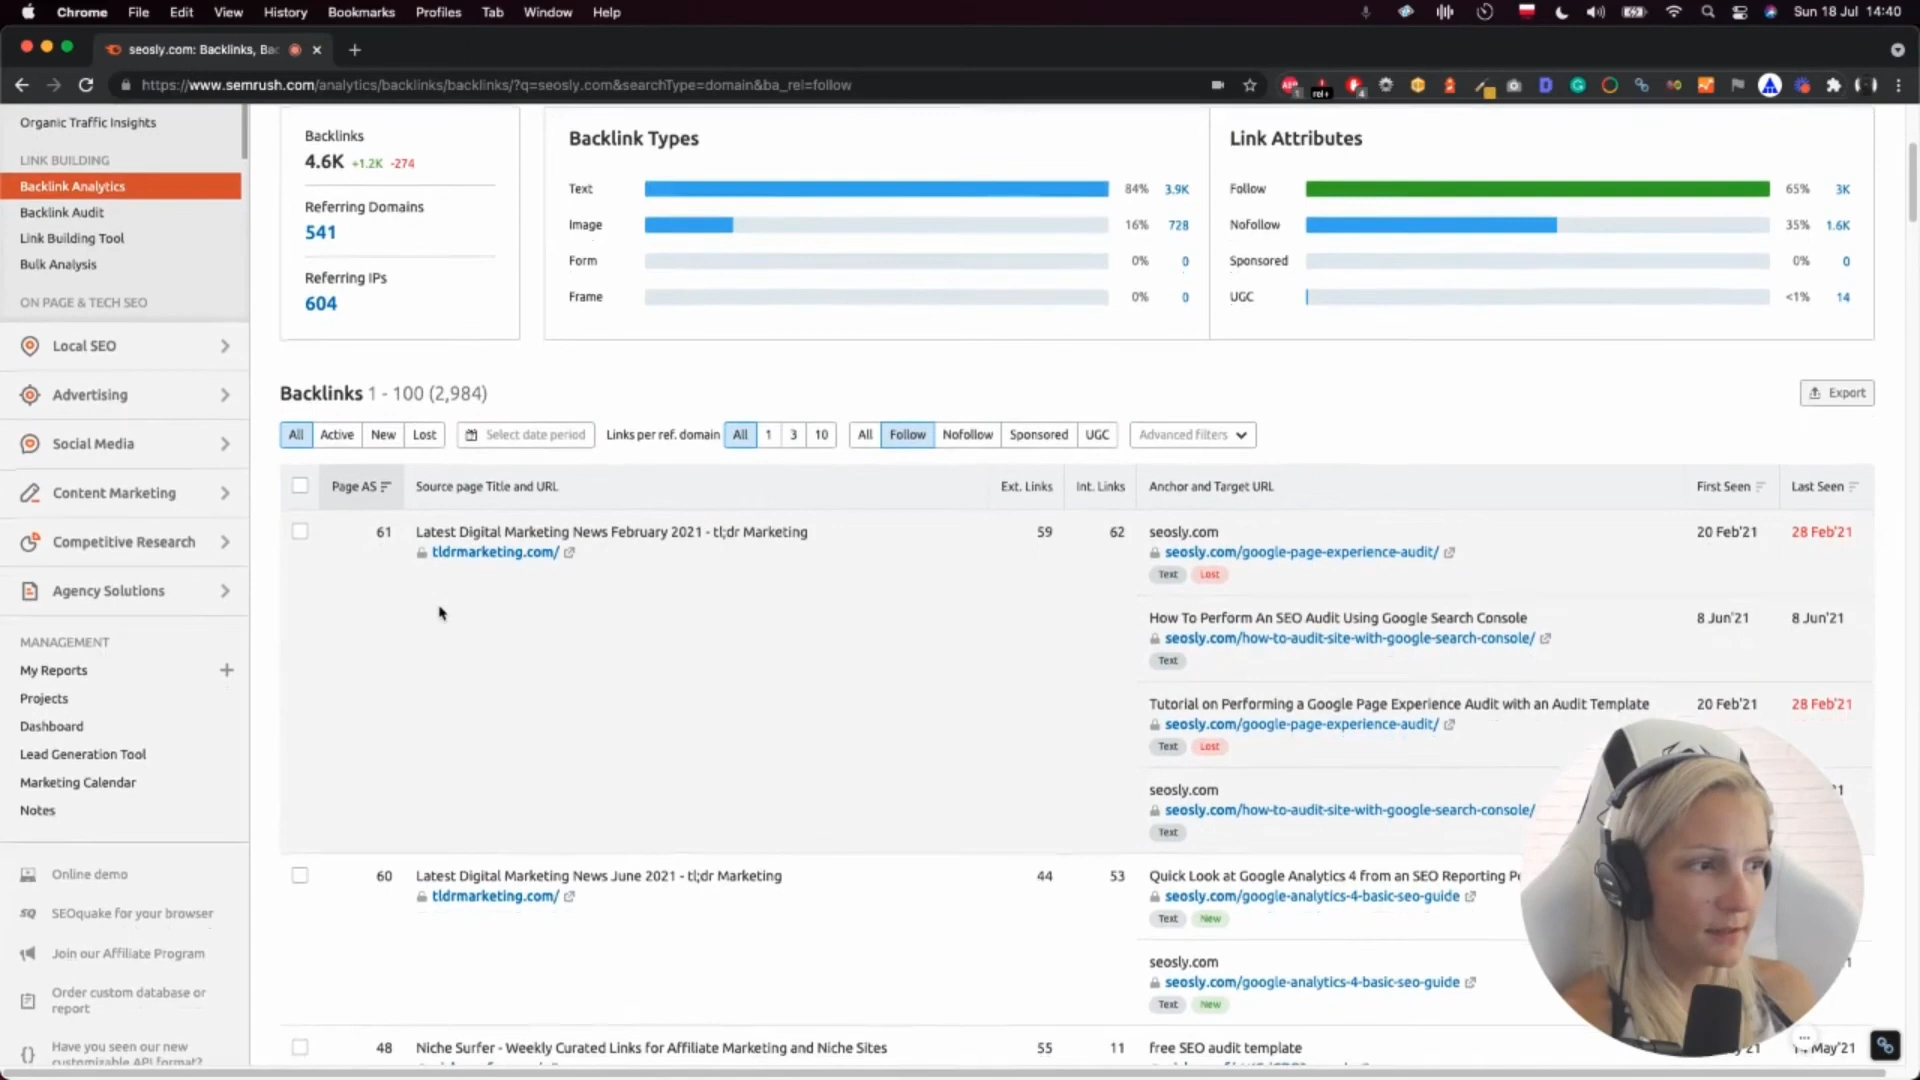 Chrome File Edit View History Bookmarks Profiles Tab Window Help Sun 18 Jul 14:40
seosly.com: Backlinks, Bac
https://www.semrush.com/analytics/backlinks/backlinks/?q=seosly.com&searchType=domain&ba_rel=follow
Organic Traffic Insights
LINK BUILDING
Backlink Analytics
Backlink Audit
Link Building Tool
Bulk Analysis
ON PAGE & TECH SEO
Local SEO
Advertising
Social Media
Content Marketing
Competitive Research
Agency Solutions
MANAGEMENT
My Reports
Projects
Dashboard
Lead Generation Tool
Marketing Calendar
Notes
Online demo
SQ SEOquake for your browser
Join our Affiliate Program
Order custom database or
report
Have you seen our new
customizable API format?
Backlinks
4.6K +1.2K -274
Referring Domains
541
Referring IPs
604
Backlink Types
Text 84% 3.9K
Image 16% 728
Form 0% 0
Frame 0% 0
Link Attributes
Follow 65% 3K
Nofollow 35% 1.6K
Sponsored 0% 0
UGC <1% 14
Backlinks 1 - 100 (2,984)
Export
All Active New Lost Select date period Links per ref. domain All 1 3 10 All Follow Nofollow Sponsored UGC Advanced filters
Page AS Source page Title and URL Ext. Links Int. Links Anchor and Target URL First Seen Last Seen
61 Latest Digital Marketing News February 2021 - tl;dr Marketing 59 62 seosly.com 20 Feb'21 28 Feb'21
tldrmarketing.com/ seosly.com/google-page-experience-audit/
Text Lost
How To Perform An SEO Audit Using Google Search Console 8 Jun'21 8 Jun'21
seosly.com/how-to-audit-site-with-google-search-console/
Text
Tutorial on Performing a Google Page Experience Audit with an Audit Template 20 Feb'21 28 Feb'21
seosly.com/google-page-experience-audit/
Text Lost
seosly.com
seosly.com/how-to-audit-site-with-google-search-console/
Text
60 Latest Digital Marketing News June 2021 - tl;dr Marketing 44 53 Quick Look at Google Analytics 4 from an SEO Reporting
tldrmarketing.com/ seosly.com/google-analytics-4-basic-seo-guide
Text New
seosly.com
seosly.com/google-analytics-4-basic-seo-guide
Text New
48 Niche Surfer - Weekly Curated Links for Affiliate Marketing and Niche Sites 55 11 free SEO audit template May'21